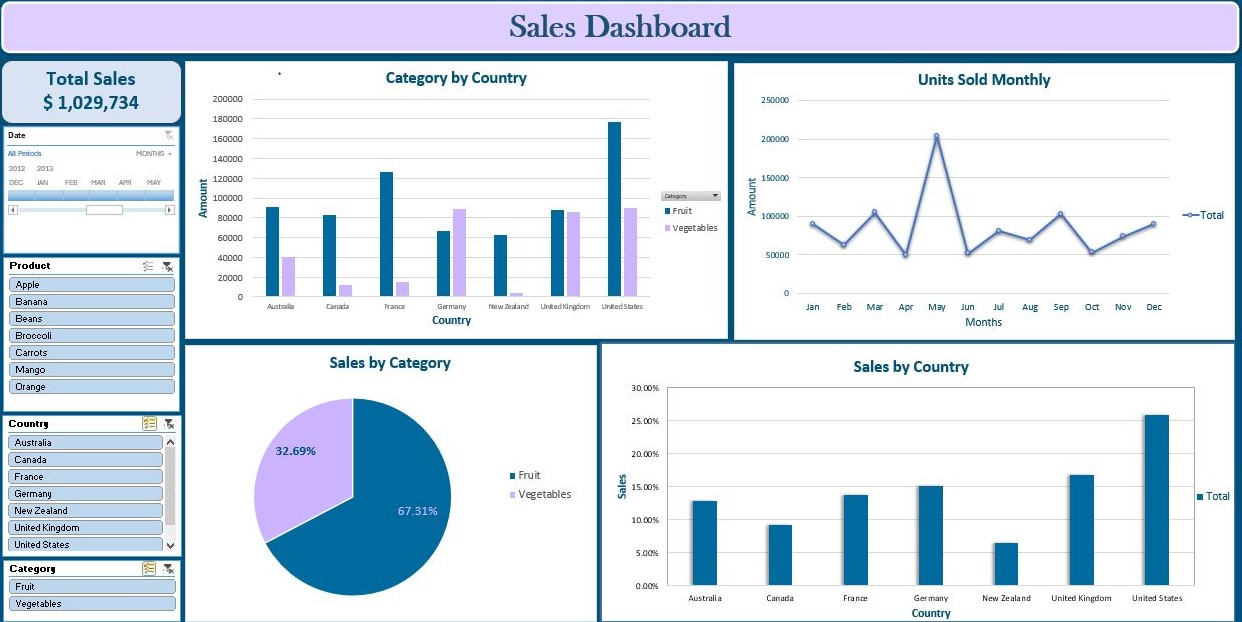 Sales Dashboard
Total Sales
$ 1,029,734
Date
All Periods MONTHS
2012 2013
DEC JAN FEB MAR APR MAY
Product
Apple
Banana
Beans
Broccoli
Carrots
Mango
Orange
Country
Australia
Canada
France
Germany
New Zealand
United Kingdom
United States
Category
Fruit
Vegetables
Category by Country
Amount
200000
180000
160000
140000
120000
100000
80000
60000
40000
20000
0
Australia Canada France Germany New Zealand United Kingdom United States
Country
Category
Fruit
Vegetables
Units Sold Monthly
Amount
250000
200000
150000
100000
50000
0
Jan Feb Mar Apr May Jun Jul Aug Sep Oct Nov Dec
Months
Total
Sales by Category
32.69%
67.31%
Fruit
Vegetables
Sales by Country
Sales
30.00%
25.00%
20.00%
15.00%
10.00%
5.00%
0.00%
Australia Canada France Germany New Zealand United Kingdom United States
Country
Total